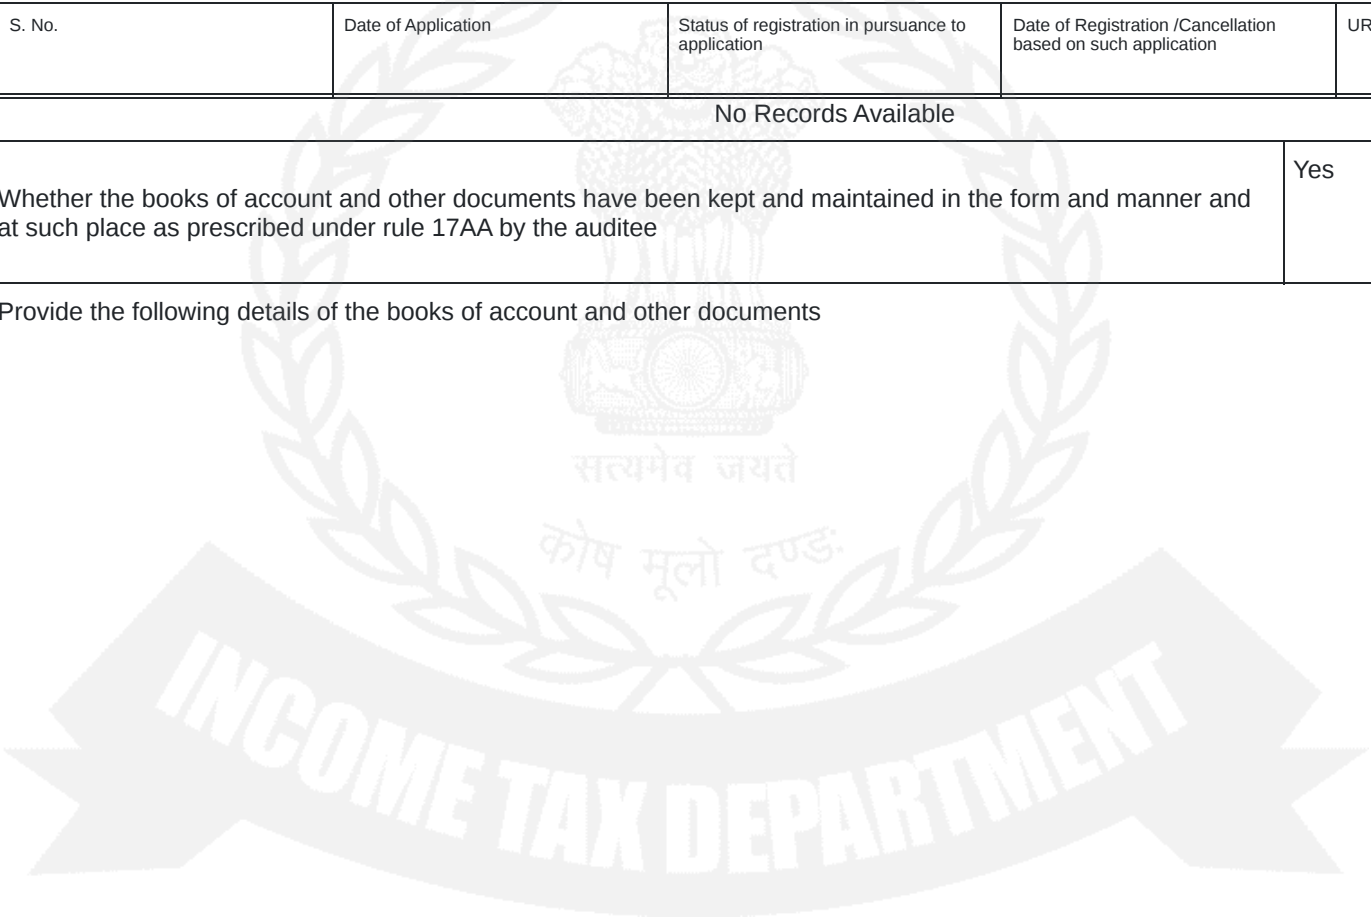 S. No.
Date of Application
Status of registration in pursuance to
application
Date of Registration /Cancellation
based on such application
UR
No Records Available
Whether the books of account and other documents have been kept and maintained in the form and manner and
at such place as prescribed under rule 17AA by the auditee
Yes
Provide the following details of the books of account and other documents
सत्यमेव जयते
कोष मूलो दण्डः
INCOME TAX DEPARTMENT